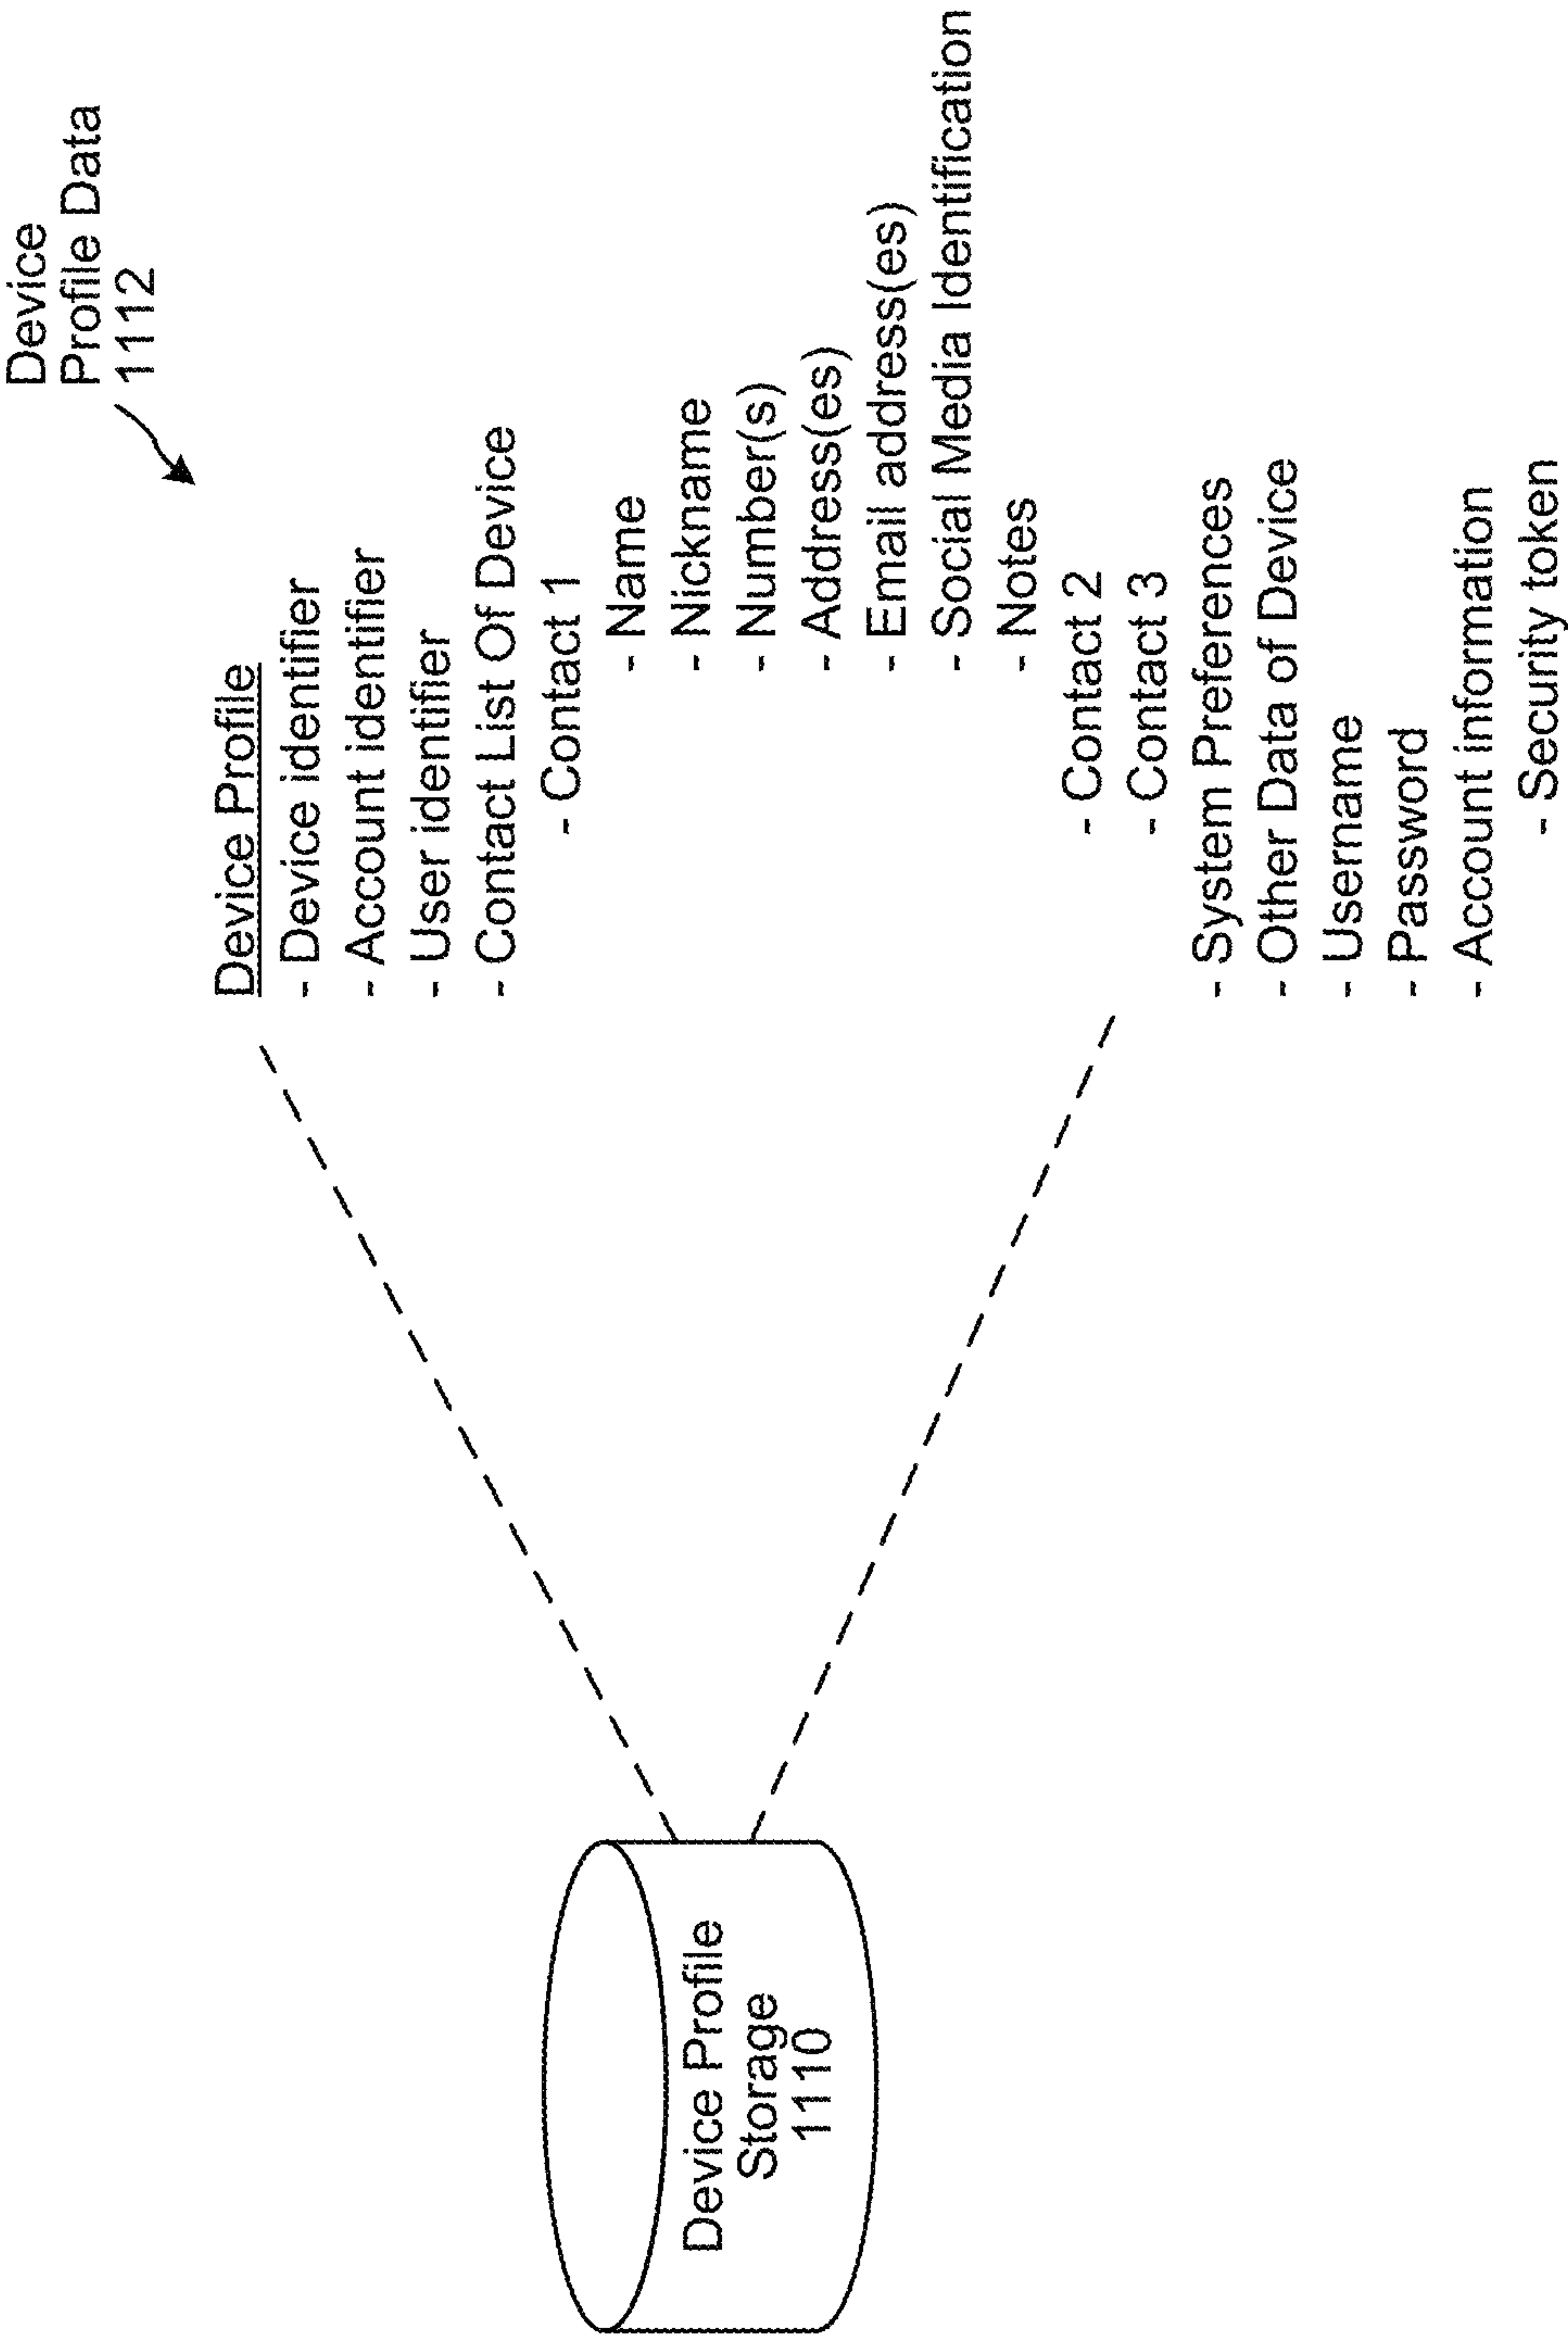 Device
Profile Data
1112
Device Profile
- Device identifier
- Account identifier
- User identifier
- Contact List Of Device
- Contact 1
- Name
- Nickname
- Number(s)
- Address(es)
- Email address(es)
- Social Media Identification
- Notes
- Contact 2
- Contact 3
- System Preferences
- Other Data of Device
- Username
- Password
- Account information
- Security token
Device Profile
Storage
1110